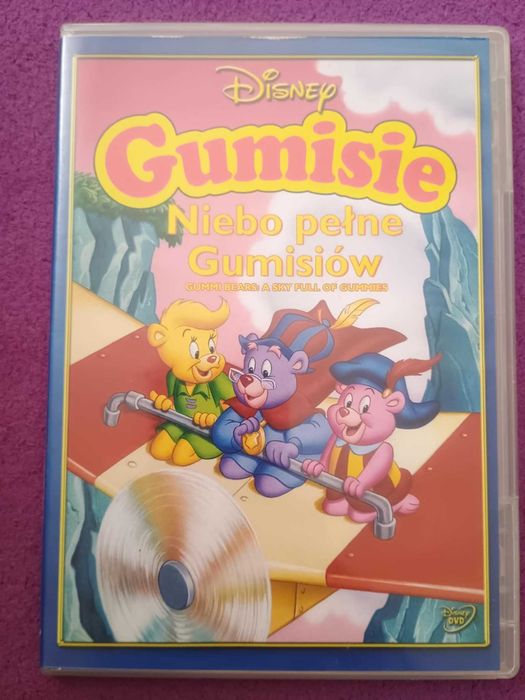 Disney
Gumisie
Niebo pełne
Gumisiów
GUMMI BEARS: A SKY FULL OF GUMMIES
Disney
DVD